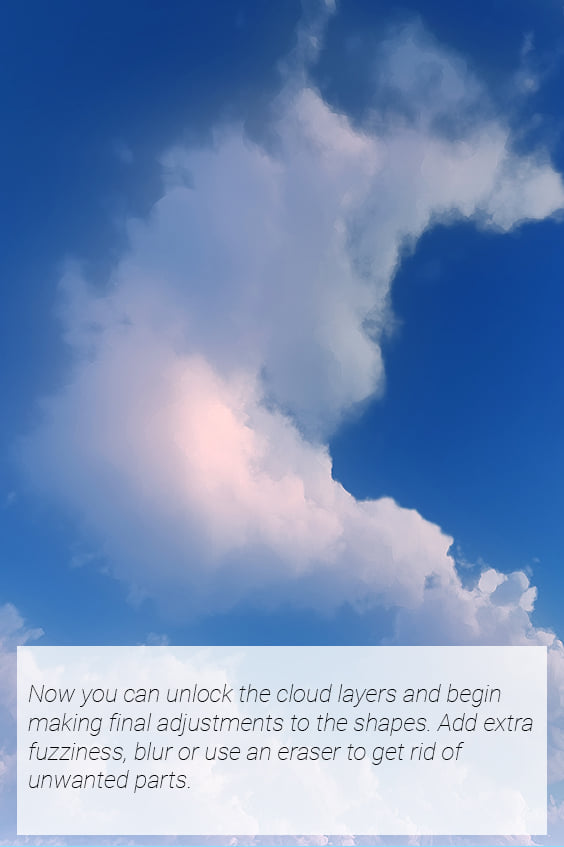 Now you can unlock the cloud layers and begin
making final adjustments to the shapes. Add extra
fuzziness, blur or use an eraser to get rid of
unwanted parts.